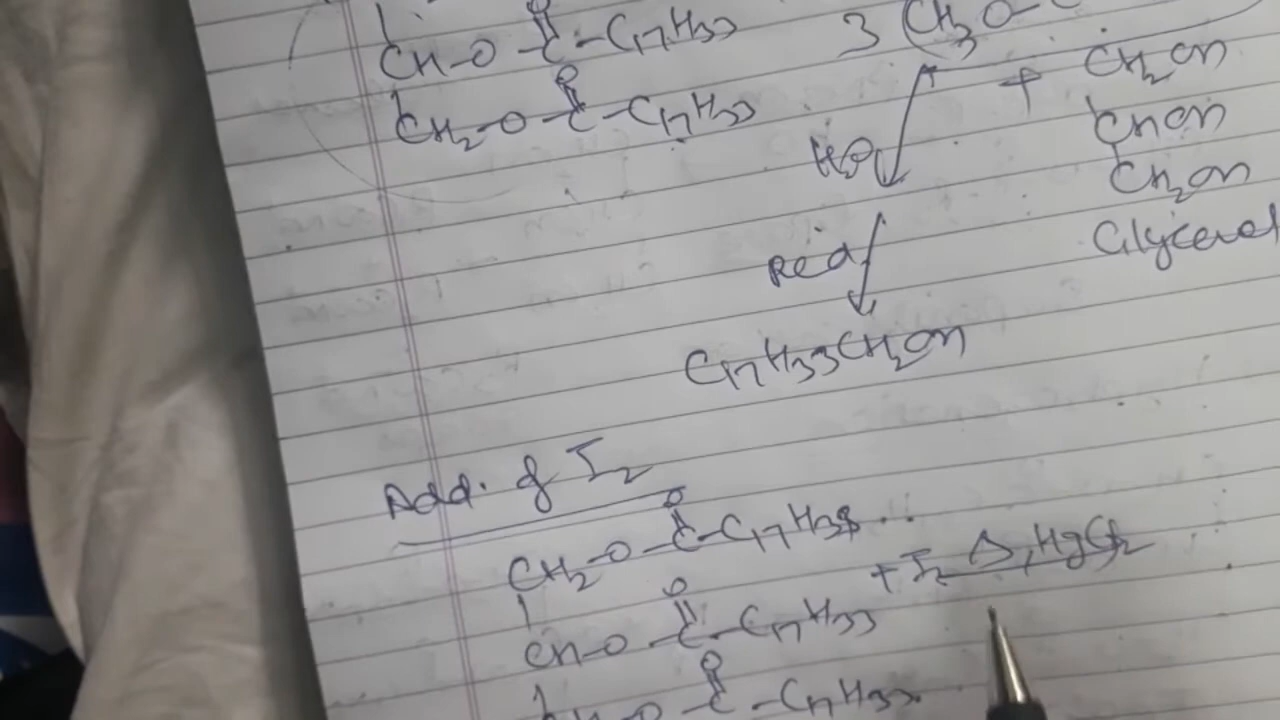 O
CH-O-C-C17H33 3 (CH3O-C
O
CH2-O-C-C17H33 + CH2OH
H2O CHOH
CH2OH
Red Glycerol
C17H33CH2OH
Add. of I2
O
CH2-O-C-C17H33 + I2 Δ, HgCl2
O
CH-O-C-C17H33
O
CH2-O-C-C17H33